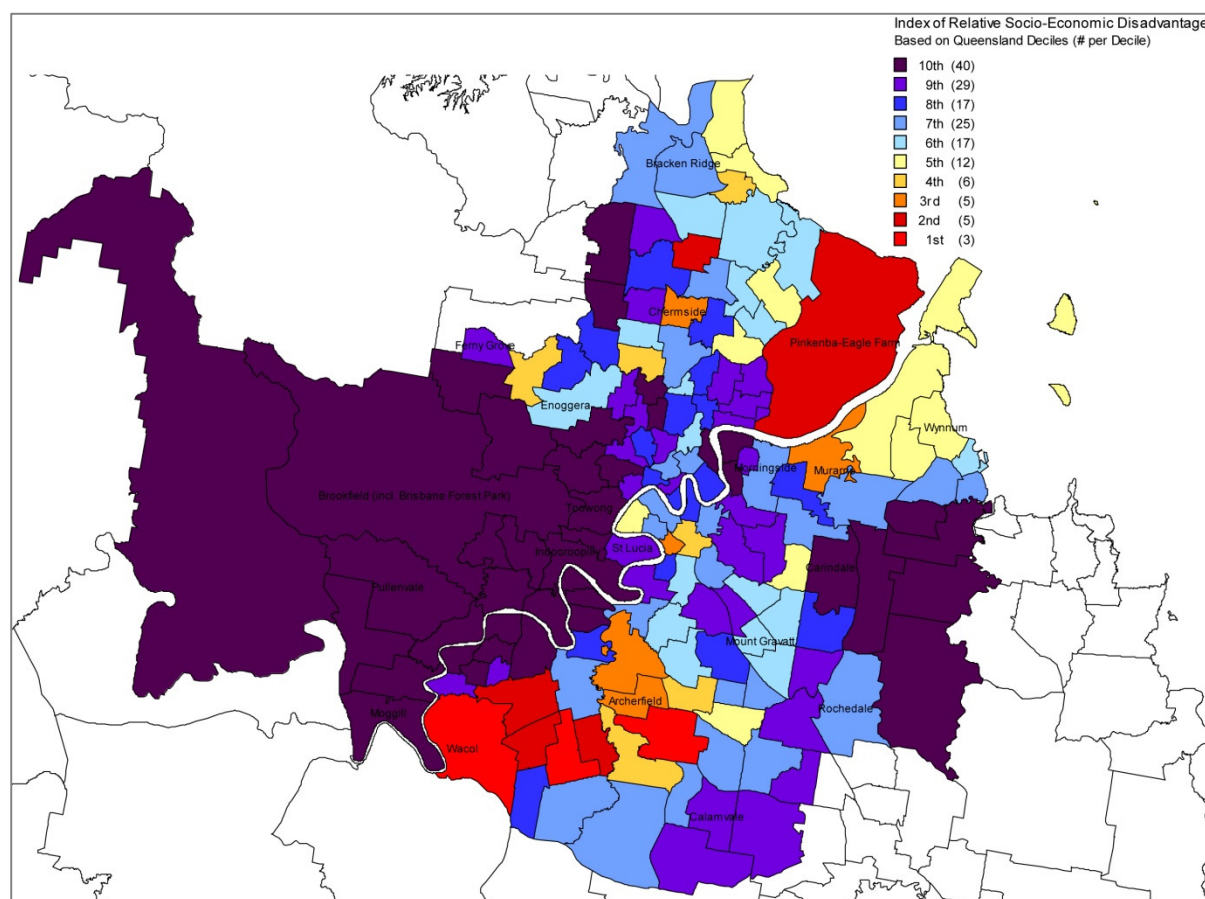 Index of Relative Socio-Economic Disadvantage
Based on Queensland Deciles (# per Decile)
10th (40)
9th (29)
8th (17)
7th (25)
6th (17)
5th (12)
4th (6)
3rd (5)
2nd (5)
1st (3)
Bracken Ridge
Chermside
Ferny Grove
Pinkenba-Eagle Farm
Enoggera
Wynnum
Morningside
Murarrie
Brookfield (incl. Brisbane Forest Park)
Toowong
Indooroopilly
St Lucia
Carindale
Pullenvale
Mount Gravatt
Archerfield
Rochedale
Moggill
Wacol
Calamvale